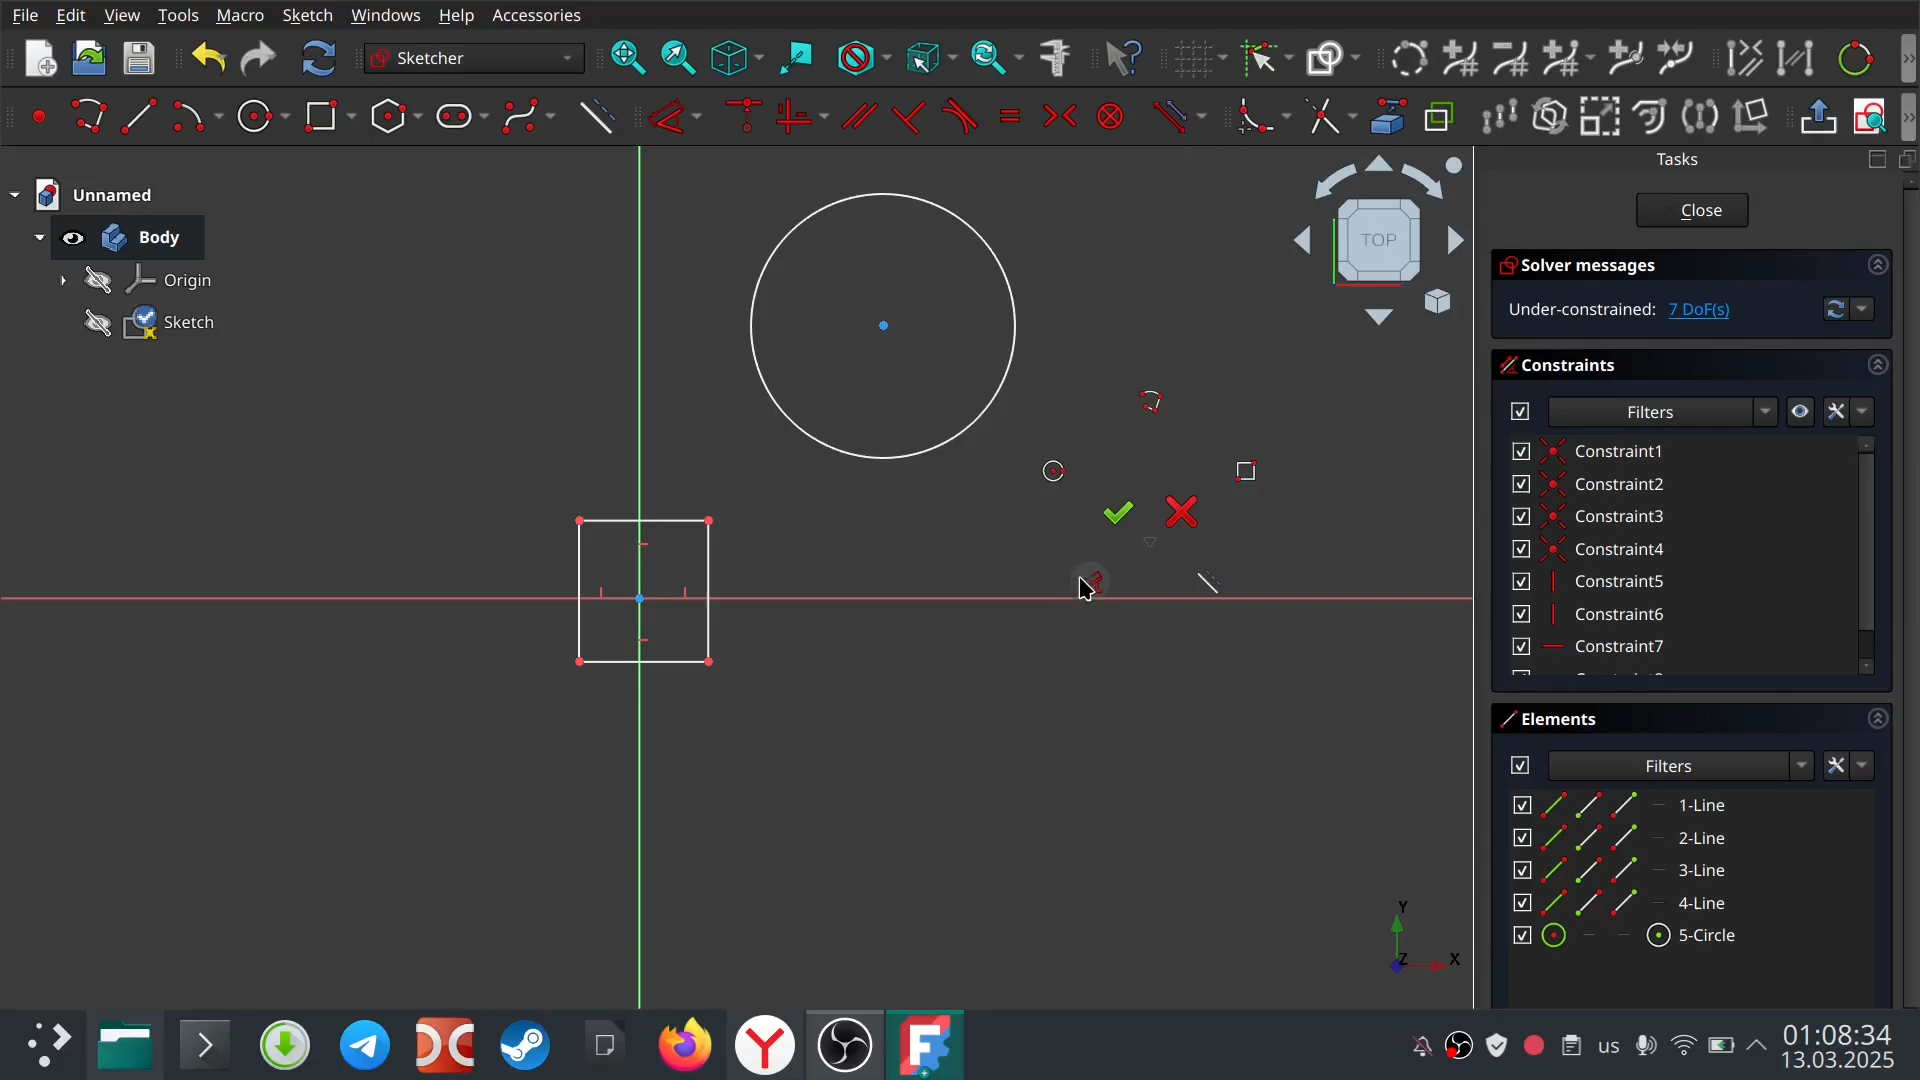 File Edit View Tools Macro Sketch Windows Help Accessories
Sketcher
Tasks
Unnamed
Close
Body
TOP
Origin
Solver messages
Under-constrained: 7 DoF(s)
Sketch
Constraints
Filters
Constraint1
Constraint2
Constraint3
Constraint4
Constraint5
Constraint6
Constraint7
Elements
Filters
1-Line
2-Line
3-Line
4-Line
5-Circle
Y
Z X
us
01:08:34
13.03.2025